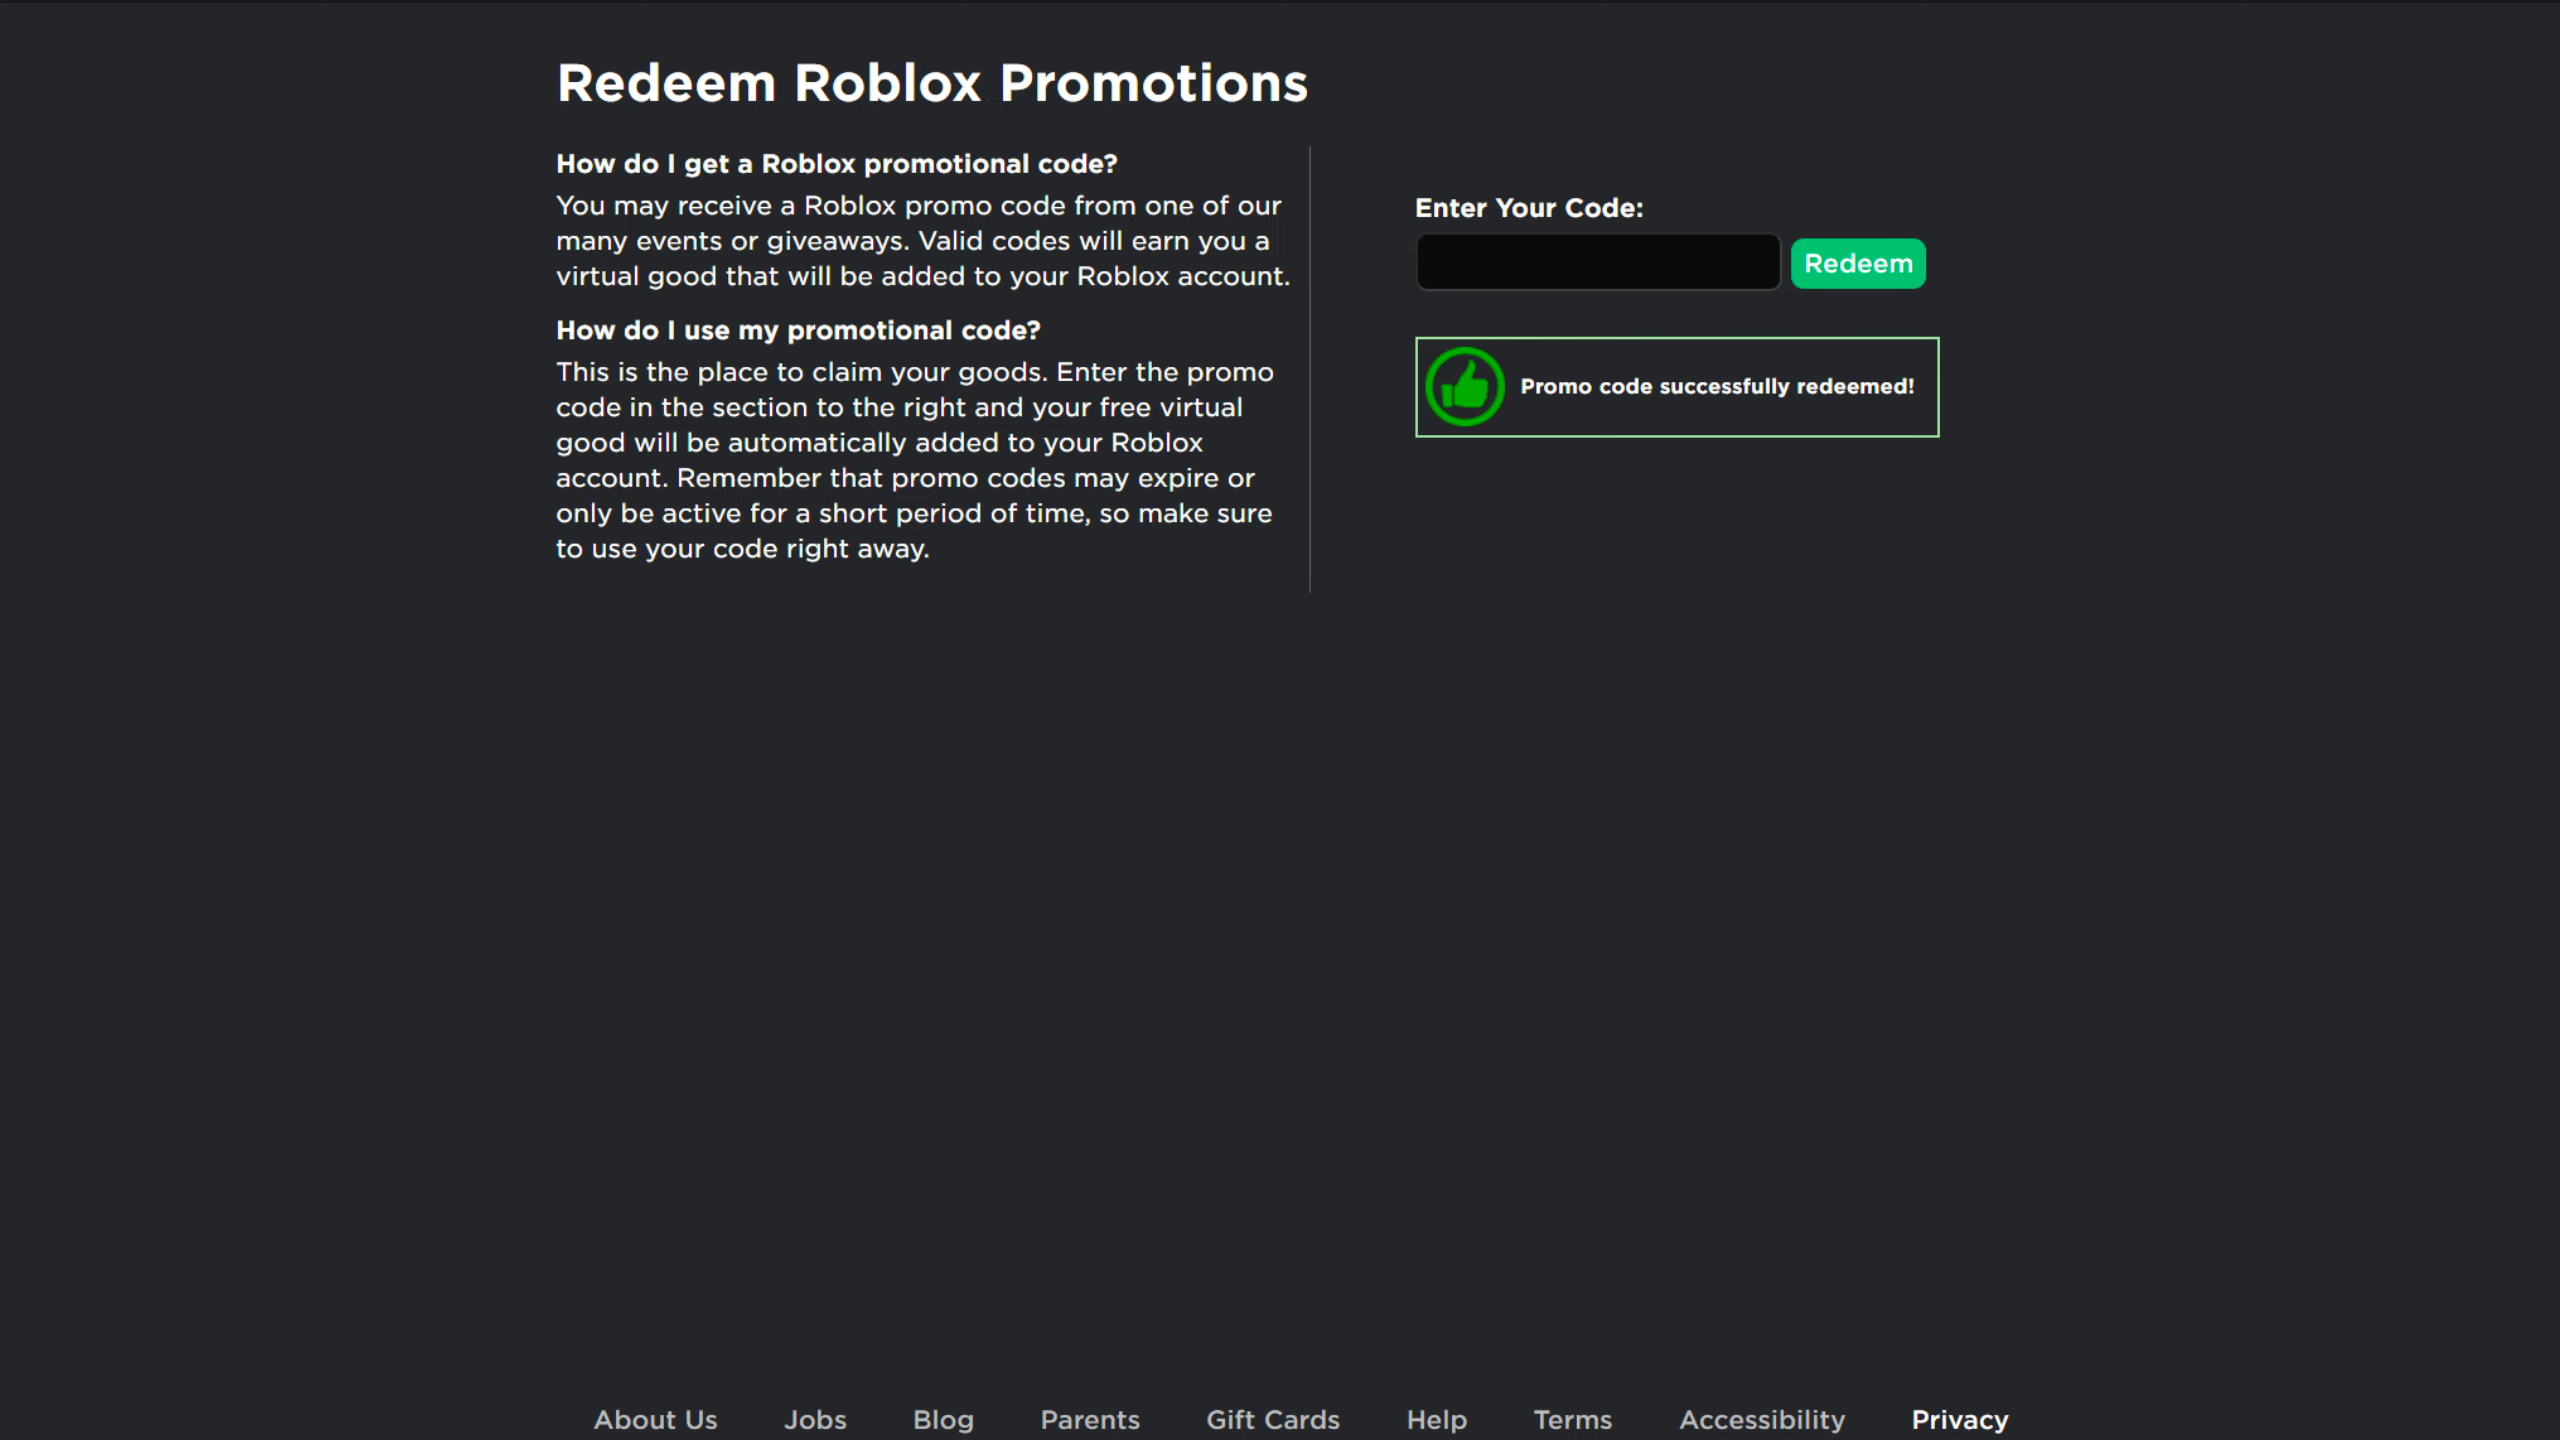 Redeem Roblox Promotions
How do I get a Roblox promotional code?
You may receive a Roblox promo code from one of our
many events or giveaways. Valid codes will earn you a
virtual good that will be added to your Roblox account.
How do I use my promotional code?
This is the place to claim your goods. Enter the promo
code in the section to the right and your free virtual
good will be automatically added to your Roblox
account. Remember that promo codes may expire or
only be active for a short period of time, so make sure
to use your code right away.
Enter Your Code:
Redeem
Promo code successfully redeemed!
About Us Jobs Blog Parents Gift Cards Help Terms Accessibility Privacy